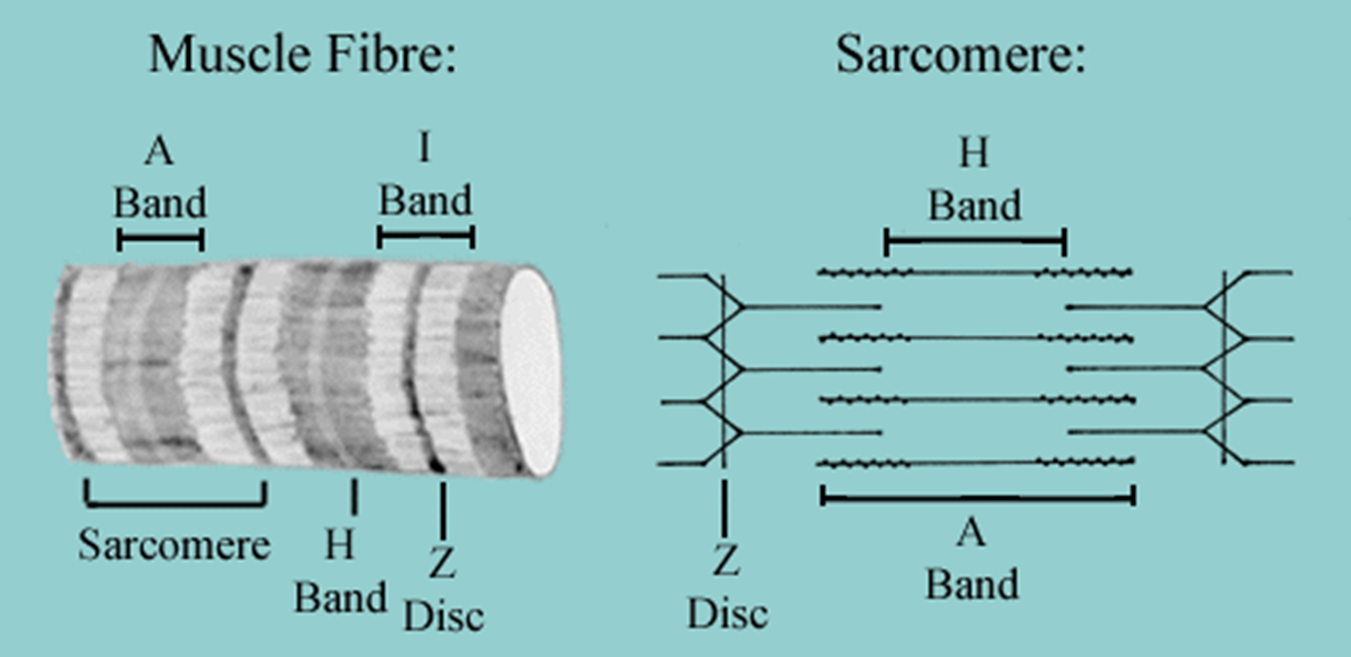 Muscle Fibre:
A
Band
I
Band
Sarcomere
H
Band
Z
Disc
Sarcomere:
H
Band
Z
Disc
A
Band